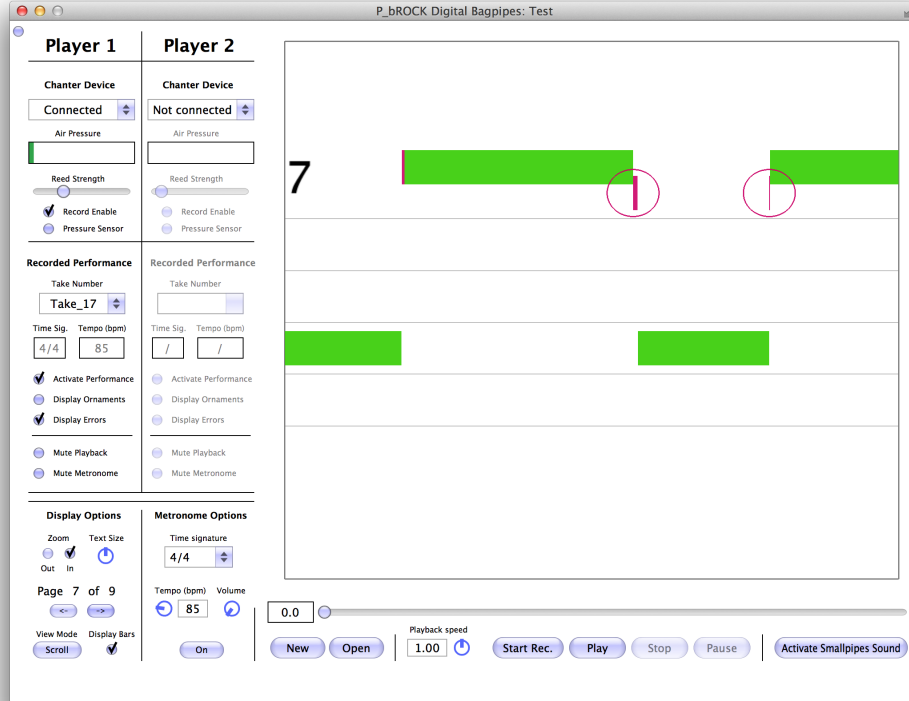 P_bROCK Digital Bagpipes: Test
Player 1
Chanter Device
Connected
Air Pressure
Reed Strength
Record Enable
Pressure Sensor
Recorded Performance
Take Number
Take_17
Time Sig. Tempo (bpm)
4/4 85
Activate Performance
Display Ornaments
Display Errors
Mute Playback
Mute Metronome
Player 2
Chanter Device
Not connected
Air Pressure
Reed Strength
Record Enable
Pressure Sensor
Recorded Performance
Take Number
Time Sig. Tempo (bpm)
/ /
Activate Performance
Display Ornaments
Display Errors
Mute Playback
Mute Metronome
Display Options
Zoom Text Size
Out In
Page 7 of 9
<- ->
View Mode Display Bars
Scroll
Metronome Options
Time signature
4/4
Tempo (bpm) Volume
85
On
7
0.0
New Open
Playback speed
1.00
Start Rec. Play Stop Pause
Activate Smallpipes Sound